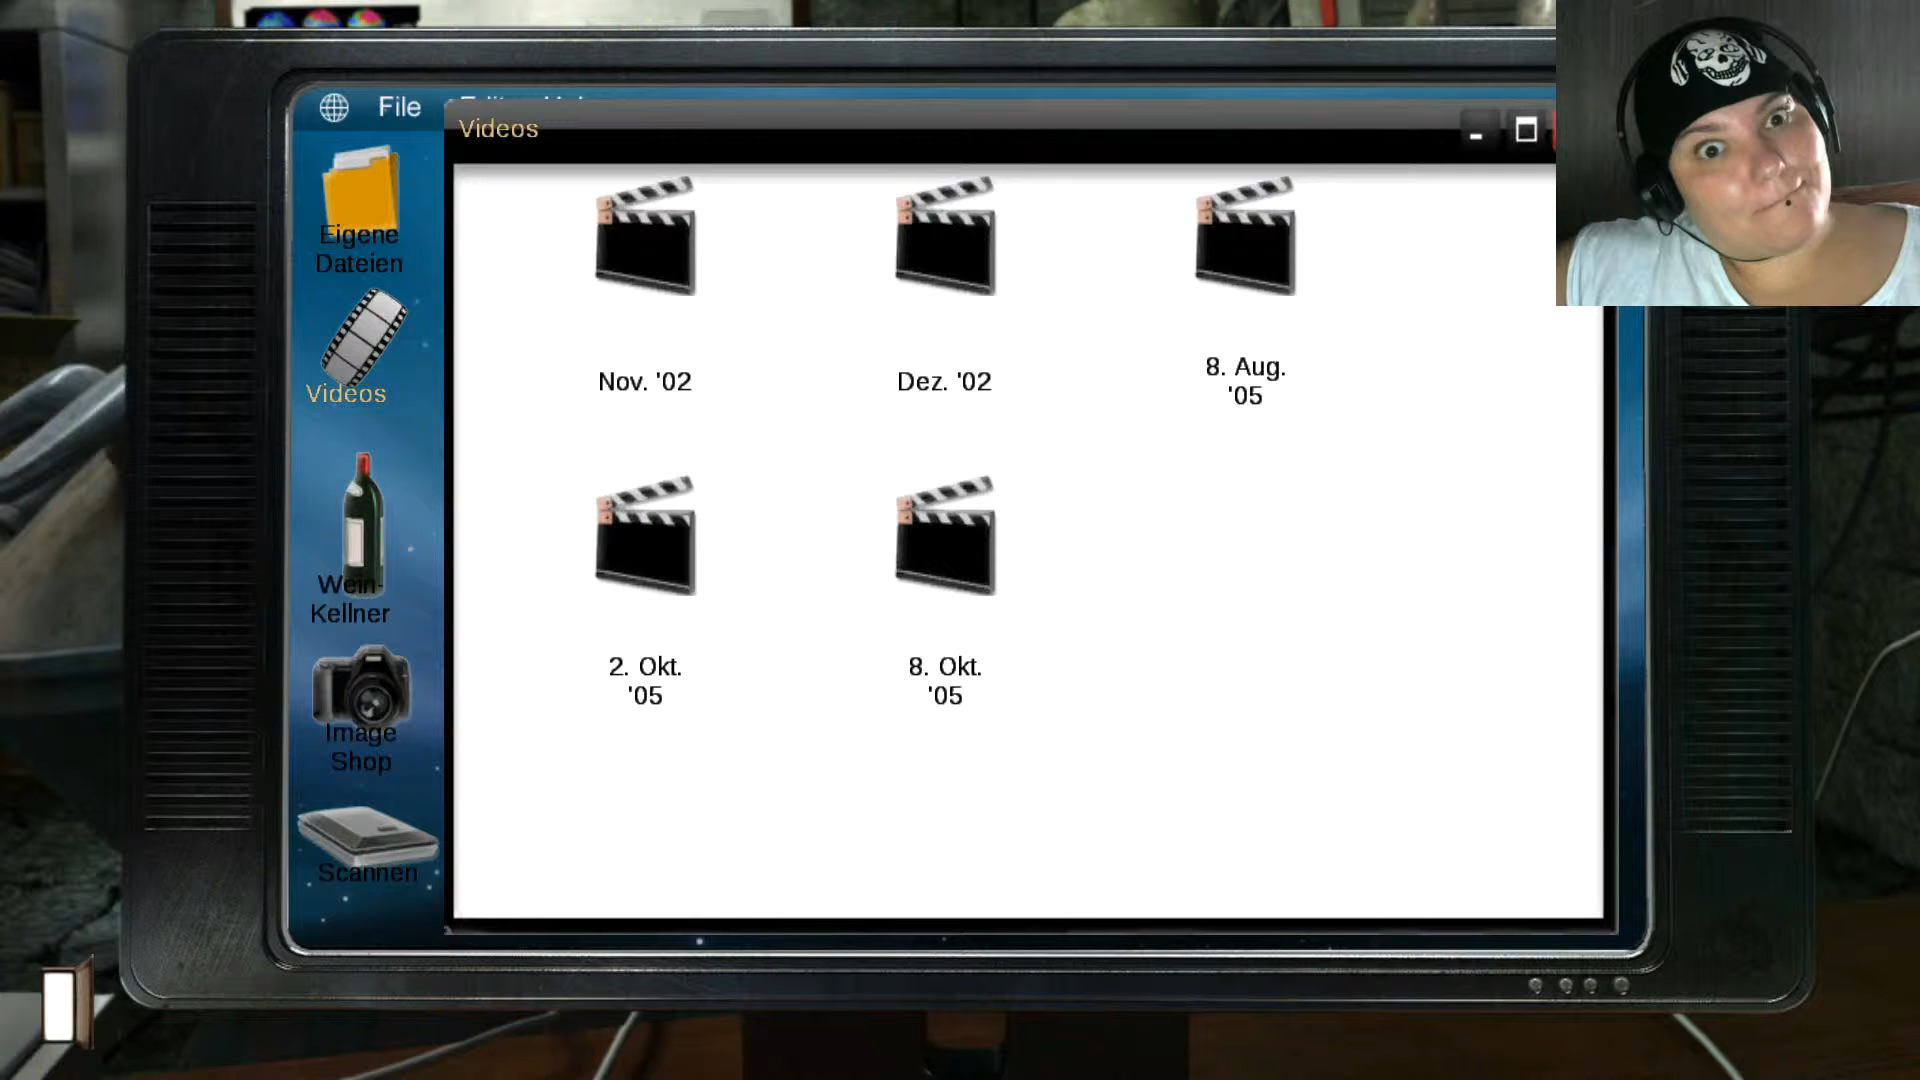 File
Videos
Eigene
Dateien
Videos
Wein-
Kellner
Image
Shop
Scannen
Nov. '02
Dez. '02
8. Aug.
'05
2. Okt.
'05
8. Okt.
'05